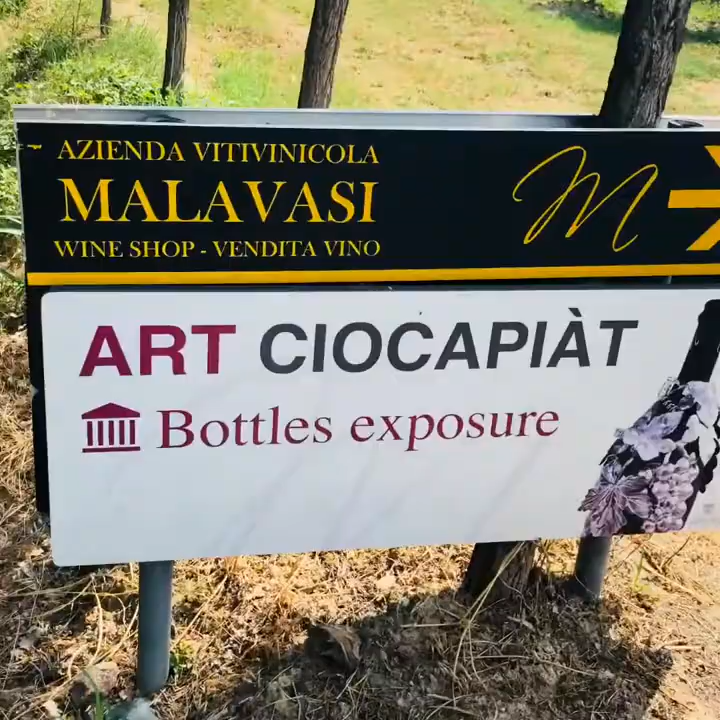 AZIENDA VITIVINICOLA
MALAVASI
WINE SHOP - VENDITA VINO
M
ART CIOCAPIÀT
Bottles exposure